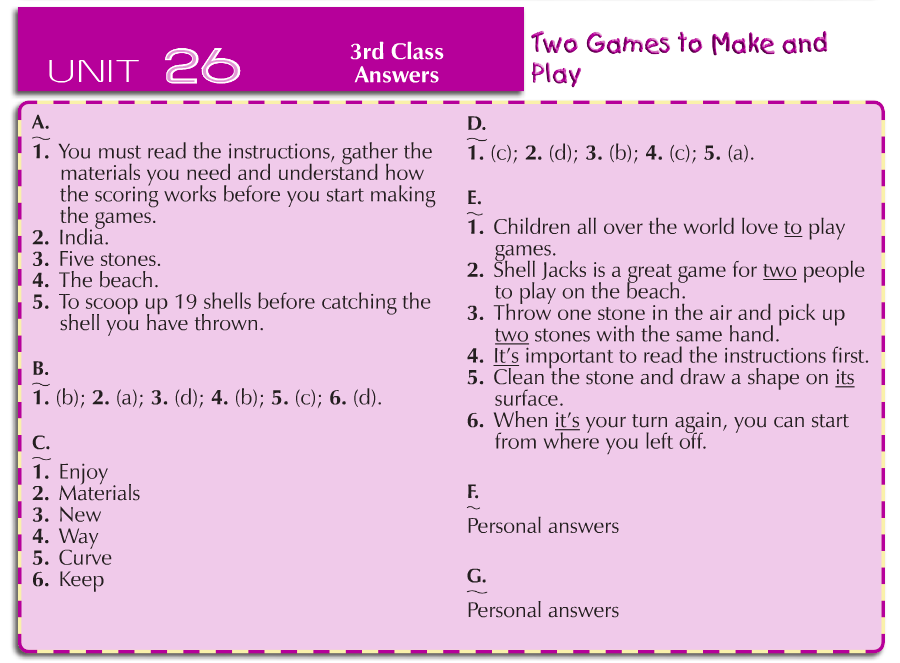 UNIT 26
3rd Class
Answers
Two Games to Make and
Play
A.
1. You must read the instructions, gather the
materials you need and understand how
the scoring works before you start making
the games.
2. India.
3. Five stones.
4. The beach.
5. To scoop up 19 shells before catching the
shell you have thrown.
B.
1. (b); 2. (a); 3. (d); 4. (b); 5. (c); 6. (d).
C.
1. Enjoy
2. Materials
3. New
4. Way
5. Curve
6. Keep
D.
1. (c); 2. (d); 3. (b); 4. (c); 5. (a).
E.
1. Children all over the world love to play
games.
2. Shell Jacks is a great game for two people
to play on the beach.
3. Throw one stone in the air and pick up
two stones with the same hand.
4. It's important to read the instructions first.
5. Clean the stone and draw a shape on its
surface.
6. When it's your turn again, you can start
from where you left off.
F.
Personal answers
G.
Personal answers